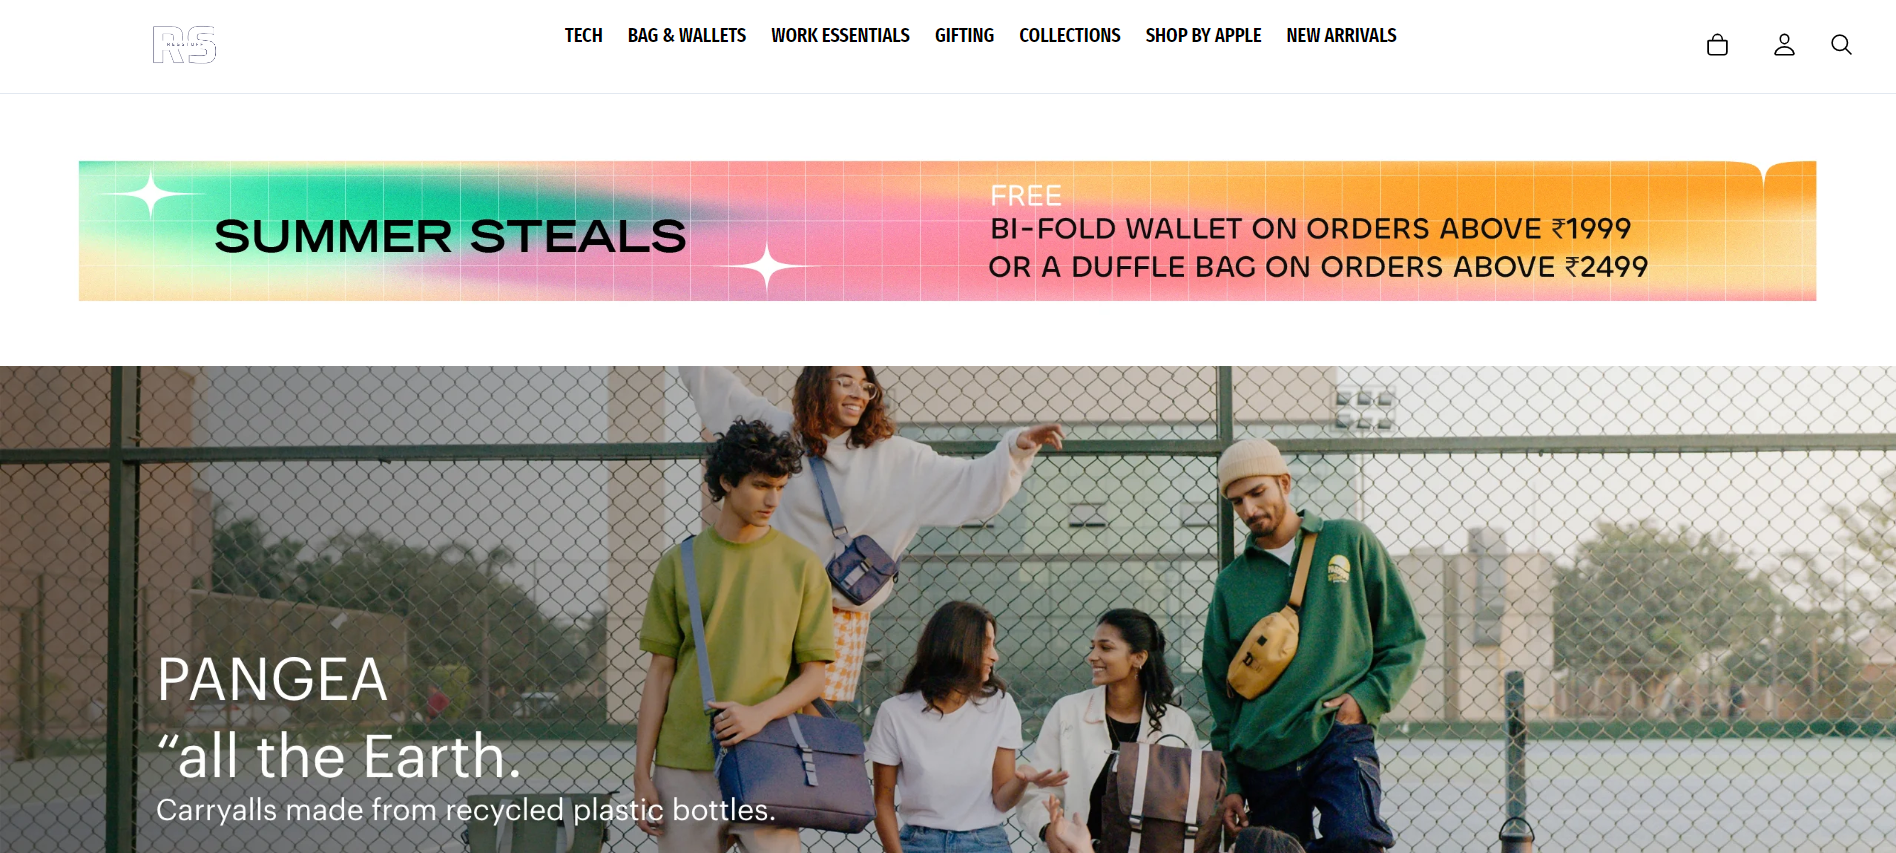 RS
TECH BAG & WALLETS WORK ESSENTIALS GIFTING COLLECTIONS SHOP BY APPLE NEW ARRIVALS
SUMMER STEALS
FREE
BI-FOLD WALLET ON ORDERS ABOVE ₹1999
OR A DUFFLE BAG ON ORDERS ABOVE ₹2499
PANGEA
“all the Earth.
Carryalls made from recycled plastic bottles.